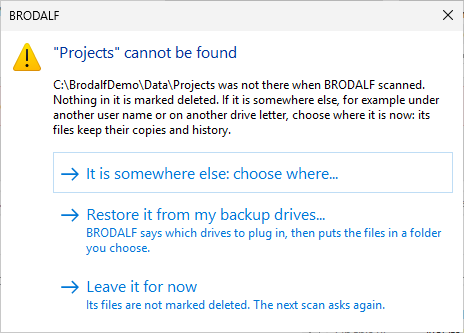 BRODALF
"Projects" cannot be found
C:\BrodalfDemo\Data\Projects was not there when BRODALF scanned.
Nothing in it is marked deleted. If it is somewhere else, for example under
another user name or on another drive letter, choose where it is now: its
files keep their copies and history.
It is somewhere else: choose where...
Restore it from my backup drives...
BRODALF says which drives to plug in, then puts the files in a folder
you choose.
Leave it for now
Its files are not marked deleted. The next scan asks again.